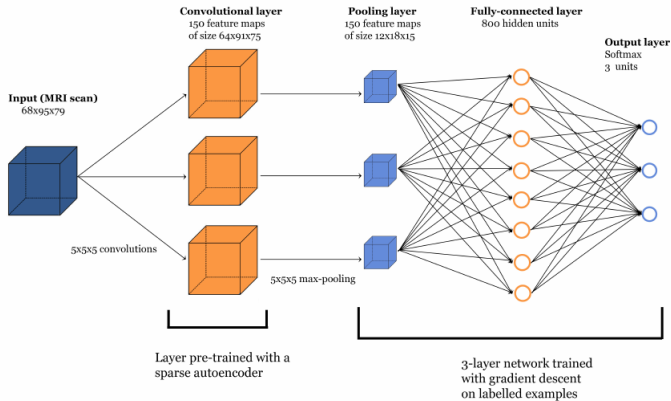 Convolutional layer
150 feature maps
of size 64x91x75
Pooling layer
150 feature maps
of size 12x18x15
Fully-connected layer
800 hidden units
Output layer
Softmax
3 units
Input (MRI scan)
68x95x79
5x5x5 convolutions
5x5x5 max-pooling
Layer pre-trained with a
sparse autoencoder
3-layer network trained
with gradient descent
on labelled examples